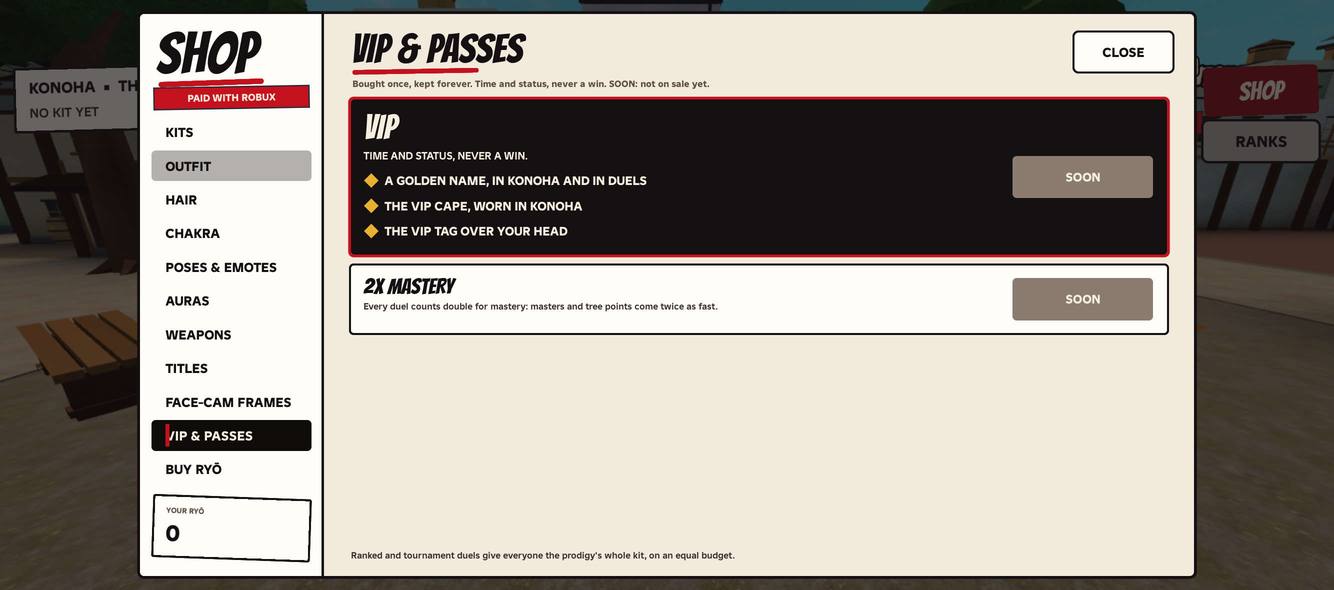 SHOP
PAID WITH ROBUX
KITS
OUTFIT
HAIR
CHAKRA
POSES & EMOTES
AURAS
WEAPONS
TITLES
FACE-CAM FRAMES
VIP & PASSES
BUY RYŌ
YOUR RYŌ
0
VIP & PASSES
Bought once, kept forever. Time and status, never a win. SOON: not on sale yet.
CLOSE
VIP
TIME AND STATUS, NEVER A WIN.
A GOLDEN NAME, IN KONOHA AND IN DUELS
THE VIP CAPE, WORN IN KONOHA
THE VIP TAG OVER YOUR HEAD
SOON
2X MASTERY
Every duel counts double for mastery: masters and tree points come twice as fast.
SOON
Ranked and tournament duels give everyone the prodigy's whole kit, on an equal budget.
KONOHA ▪ TH
NO KIT YET
SHOP
RANKS